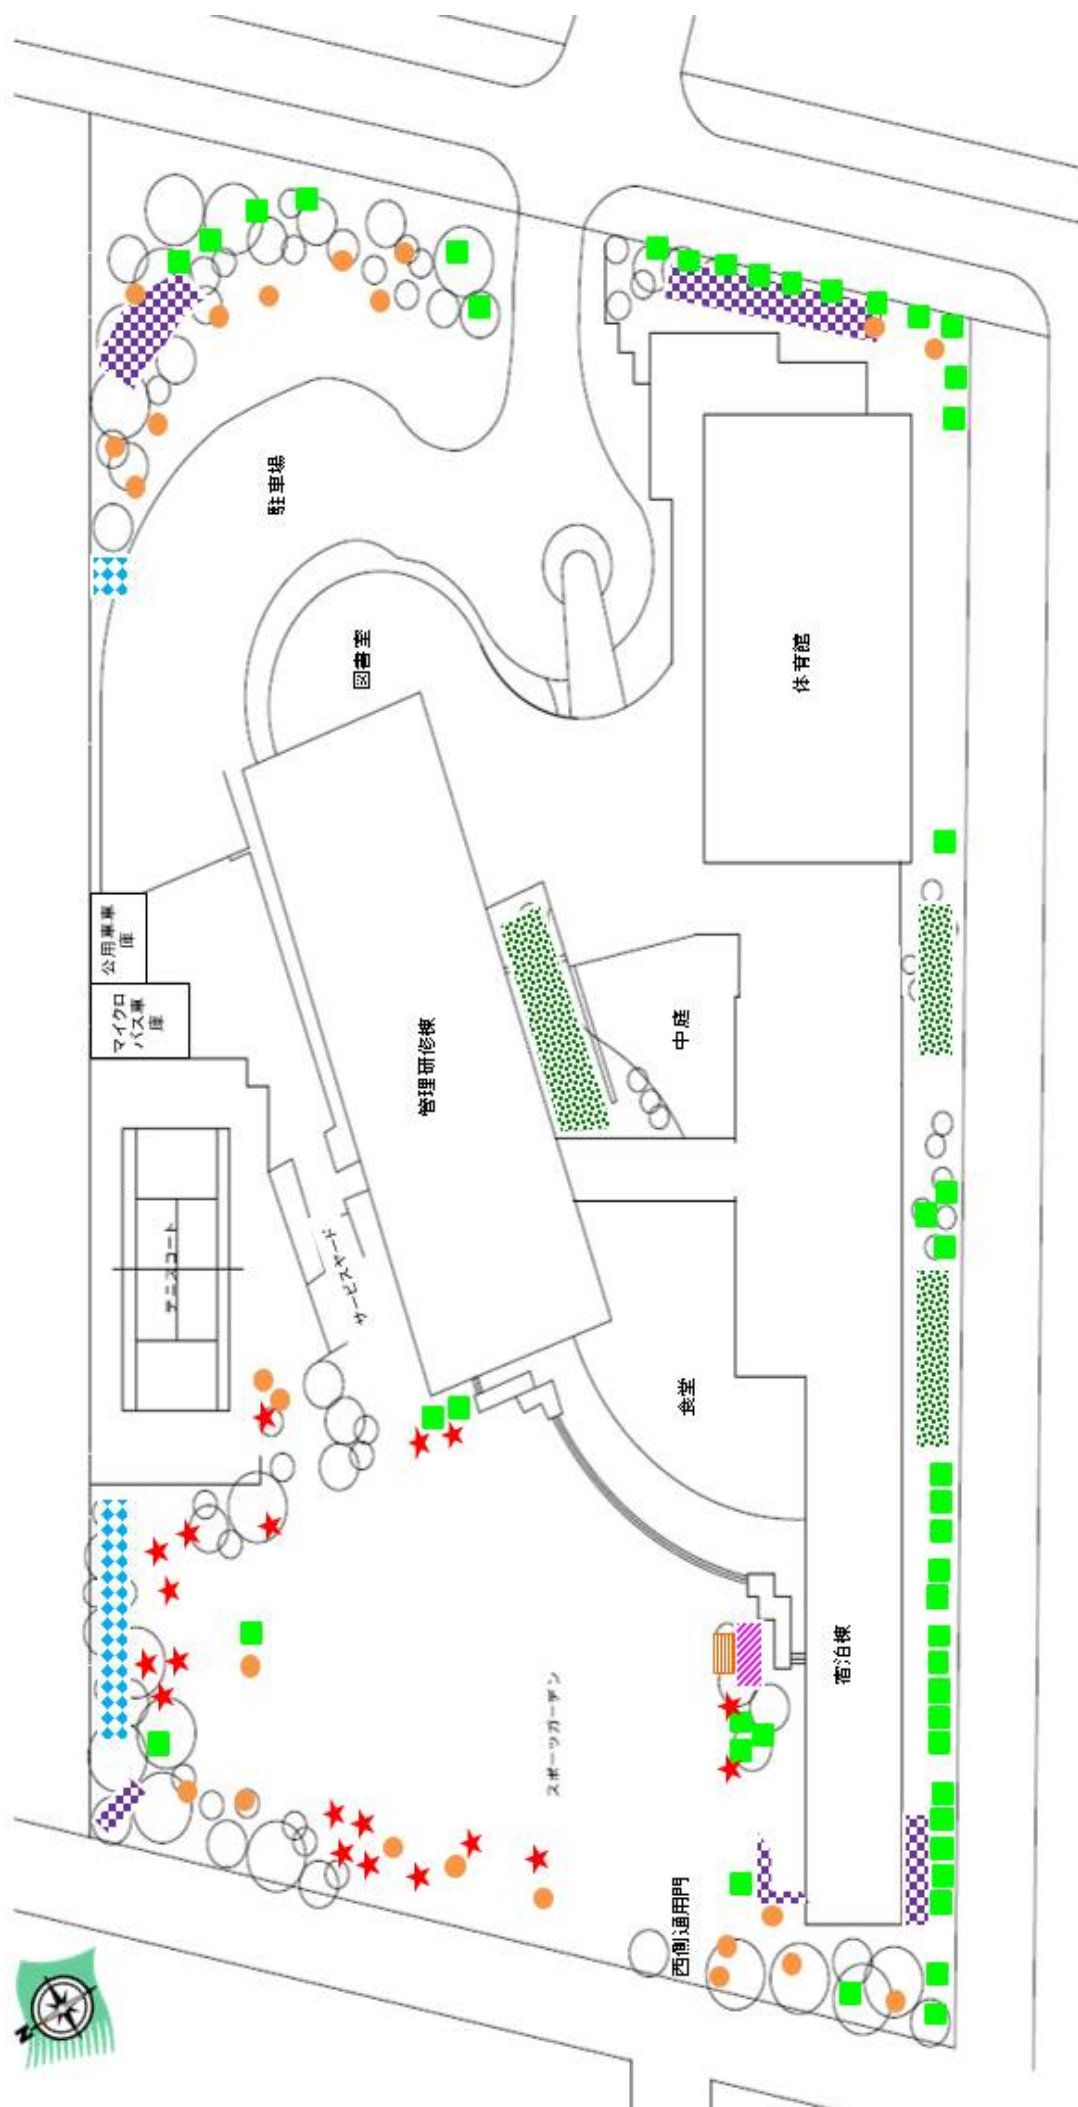 駐車場
図書室
体育館
公用車車
庫
マイクロ
バス車
庫
管理研修棟
中庭
テニスコート
サービスヤード
食堂
宿泊棟
スポーツガーデン
西側通用門
N